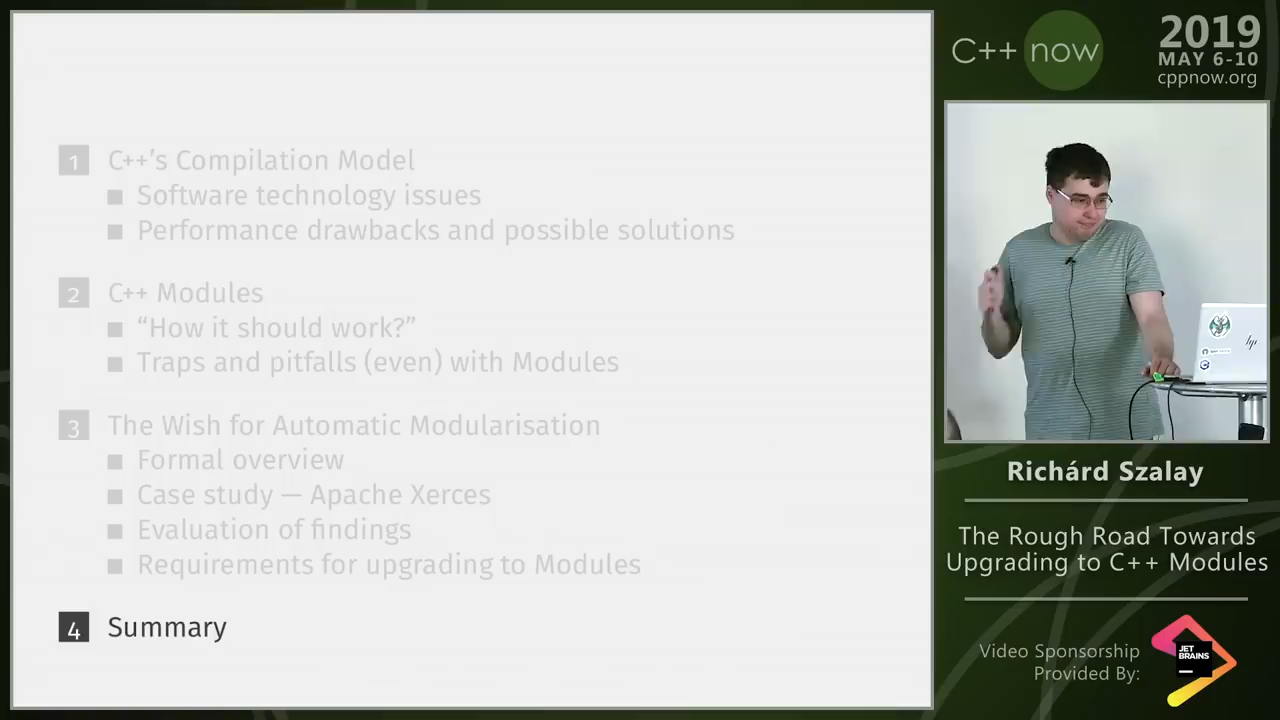 1 C++'s Compilation Model
■ Software technology issues
■ Performance drawbacks and possible solutions
2 C++ Modules
■ “How it should work?”
■ Traps and pitfalls (even) with Modules
3 The Wish for Automatic Modularisation
■ Formal overview
■ Case study — Apache Xerces
■ Evaluation of findings
■ Requirements for upgrading to Modules
4 Summary
C++ now
2019
MAY 6-10
cppnow.org
hp
Richárd Szalay
The Rough Road Towards
Upgrading to C++ Modules
Video Sponsorship
Provided By:
JET
BRAINS